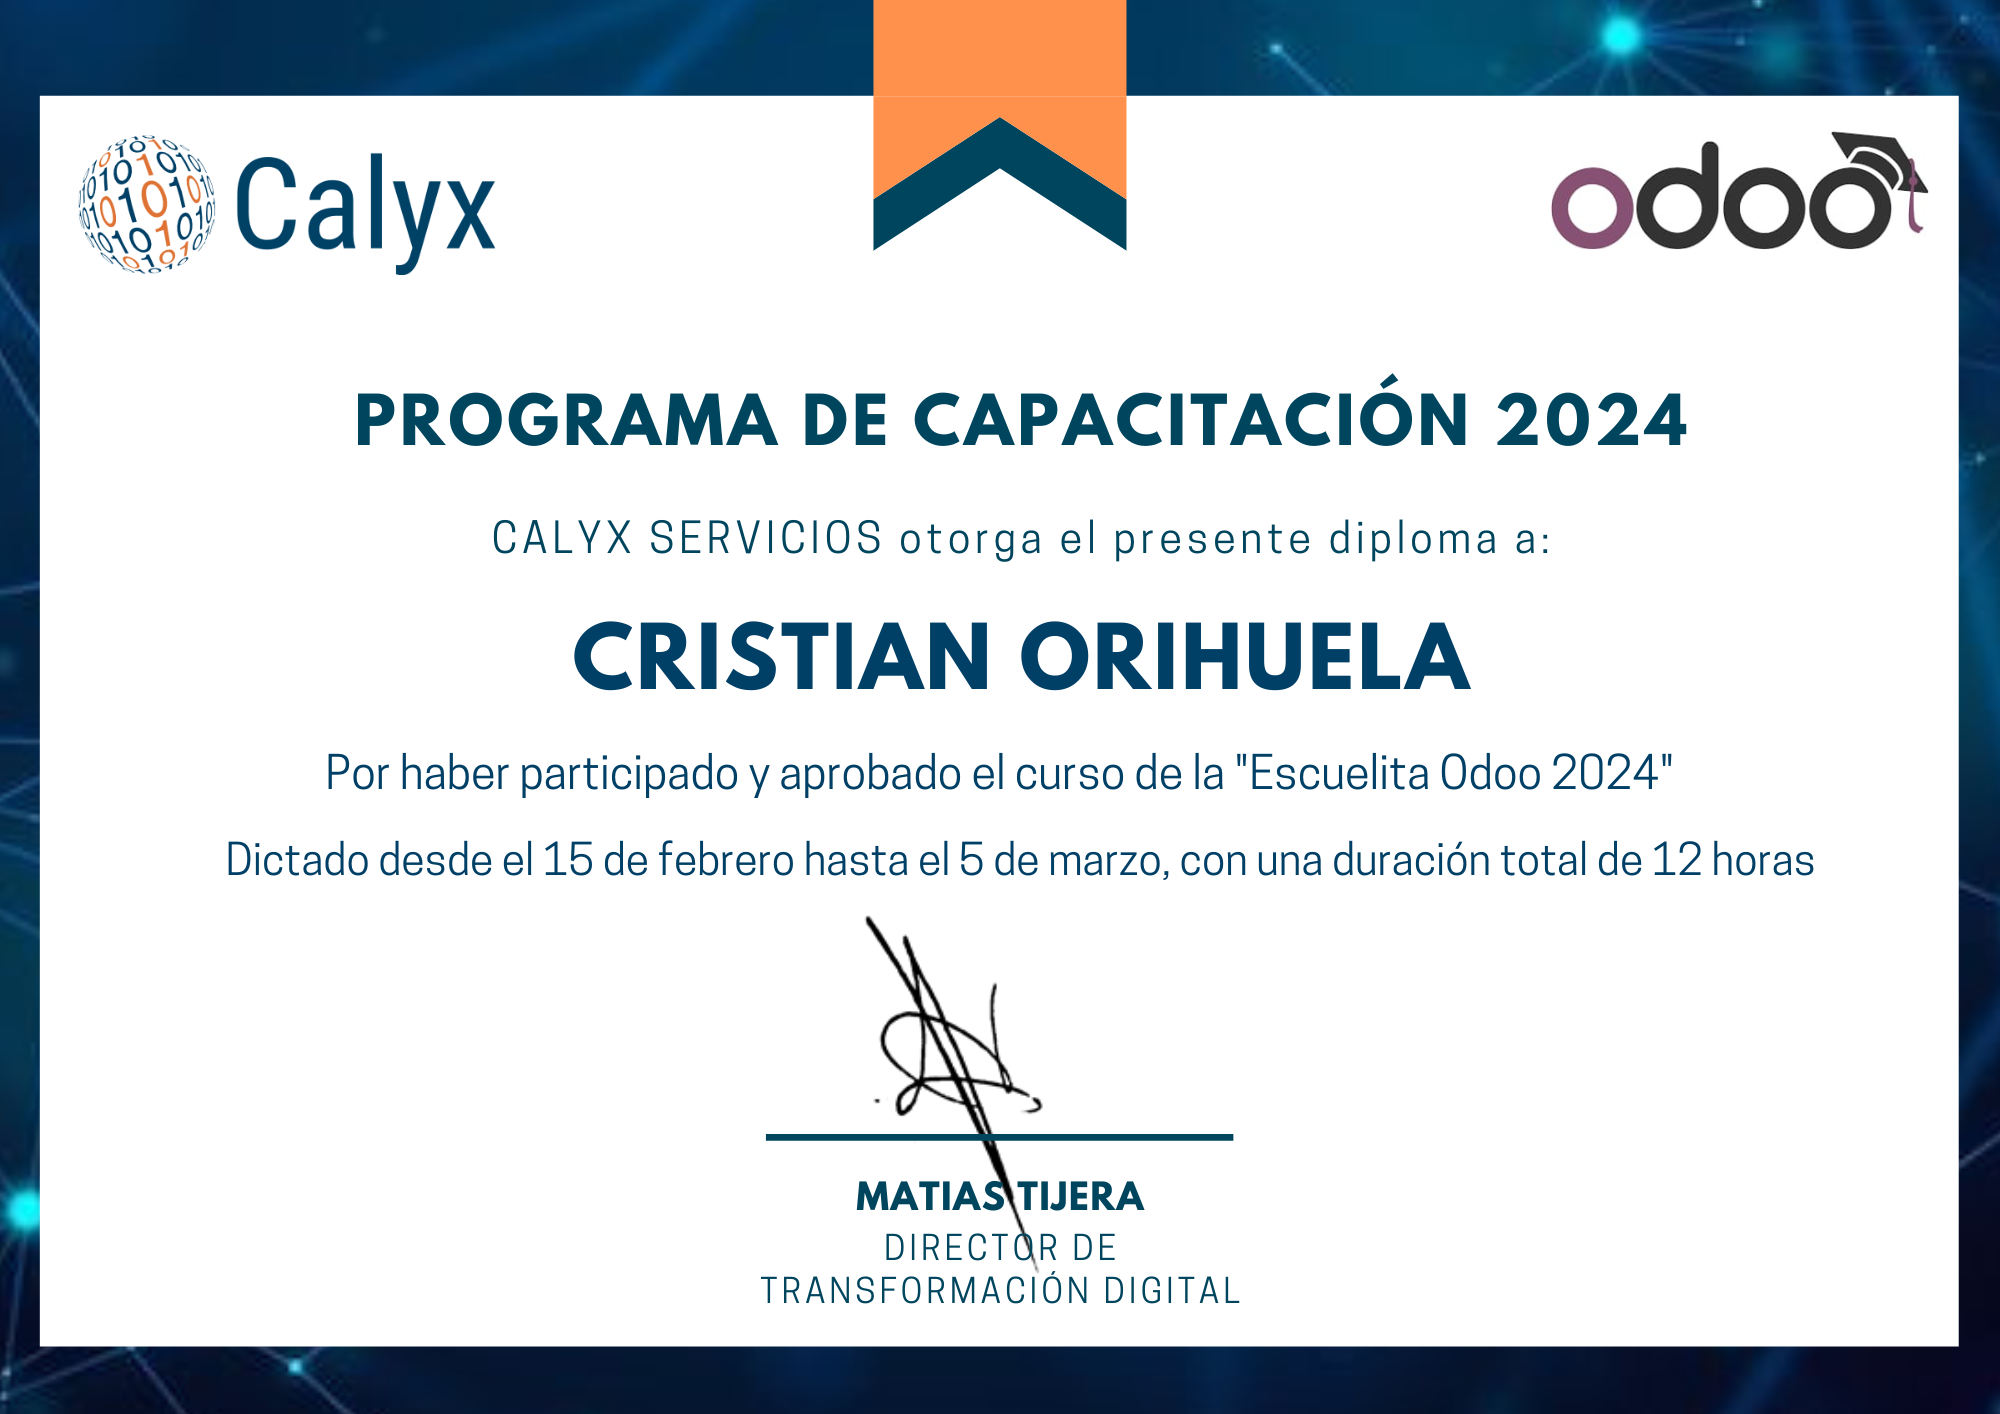 Calyx
odoo
PROGRAMA DE CAPACITACIÓN 2024
CALYX SERVICIOS otorga el presente diploma a:
CRISTIAN ORIHUELA
Por haber participado y aprobado el curso de la "Escuelita Odoo 2024"
Dictado desde el 15 de febrero hasta el 5 de marzo, con una duración total de 12 horas
MATIAS TIJERA
DIRECTOR DE
TRANSFORMACIÓN DIGITAL